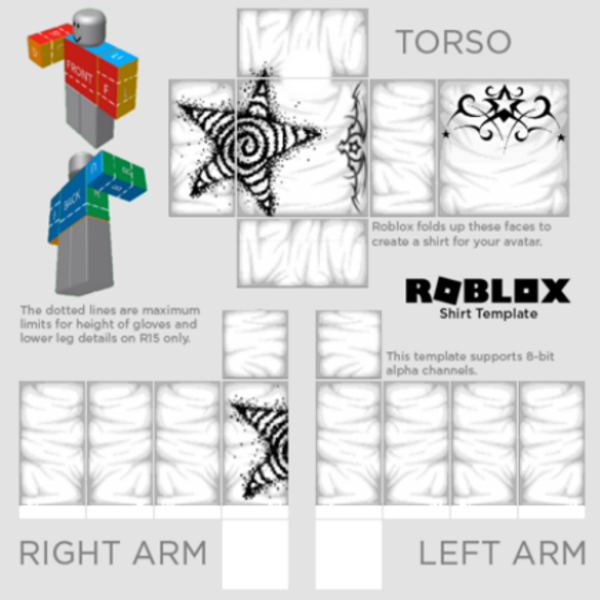 TORSO
FRONT
F
L
BACK
Roblox folds up these faces to
create a shirt for your avatar.
ROBLOX
Shirt Template
The dotted lines are maximum
limits for height of gloves and
lower leg details on R15 only.
This template supports 8-bit
alpha channels.
RIGHT ARM
LEFT ARM